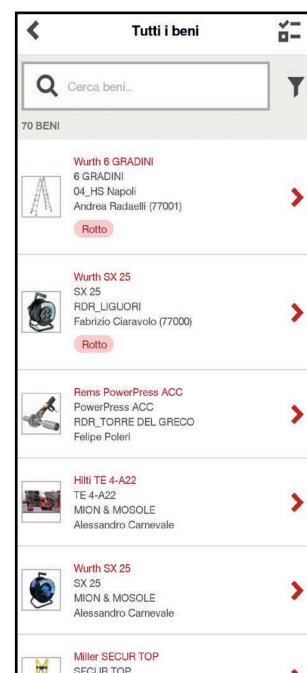 Tutti i beni
Cerca beni...
70 BENI
Wurth 6 GRADINI
6 GRADINI
04_HS Napoli
Andrea Radaelli (77001)
Rotto
Wurth SX 25
SX 25
RDR_LIGUORI
Fabrizio Ciaravolo (77000)
Rotto
Rems PowerPress ACC
PowerPress ACC
RDR_TORRE DEL GRECO
Felipe Poleri
Hilti TE 4-A22
TE 4-A22
MION & MOSOLE
Alessandro Carnevale
Wurth SX 25
SX 25
MION & MOSOLE
Alessandro Carnevale
Miller SECUR TOP
SECUR TOP